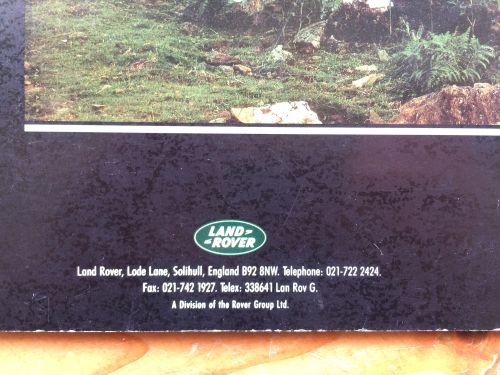 LAND
ROVER
Land Rover, Lode Lane, Solihull, England B92 8NW. Telephone: 021-722 2424.
Fax: 021-742 1927. Telex: 338641 Lan Rov G.
A Division of the Rover Group Ltd.